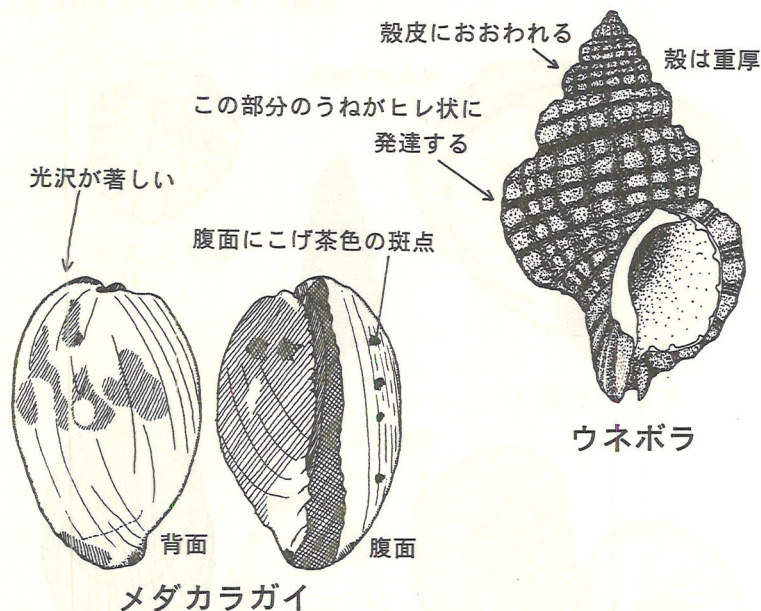 殻皮におおわれる
殻は重厚
この部分のうねがヒレ状に
発達する
光沢が著しい
腹面にこげ茶色の斑点
ウネボラ
背面
腹面
メダカラガイ